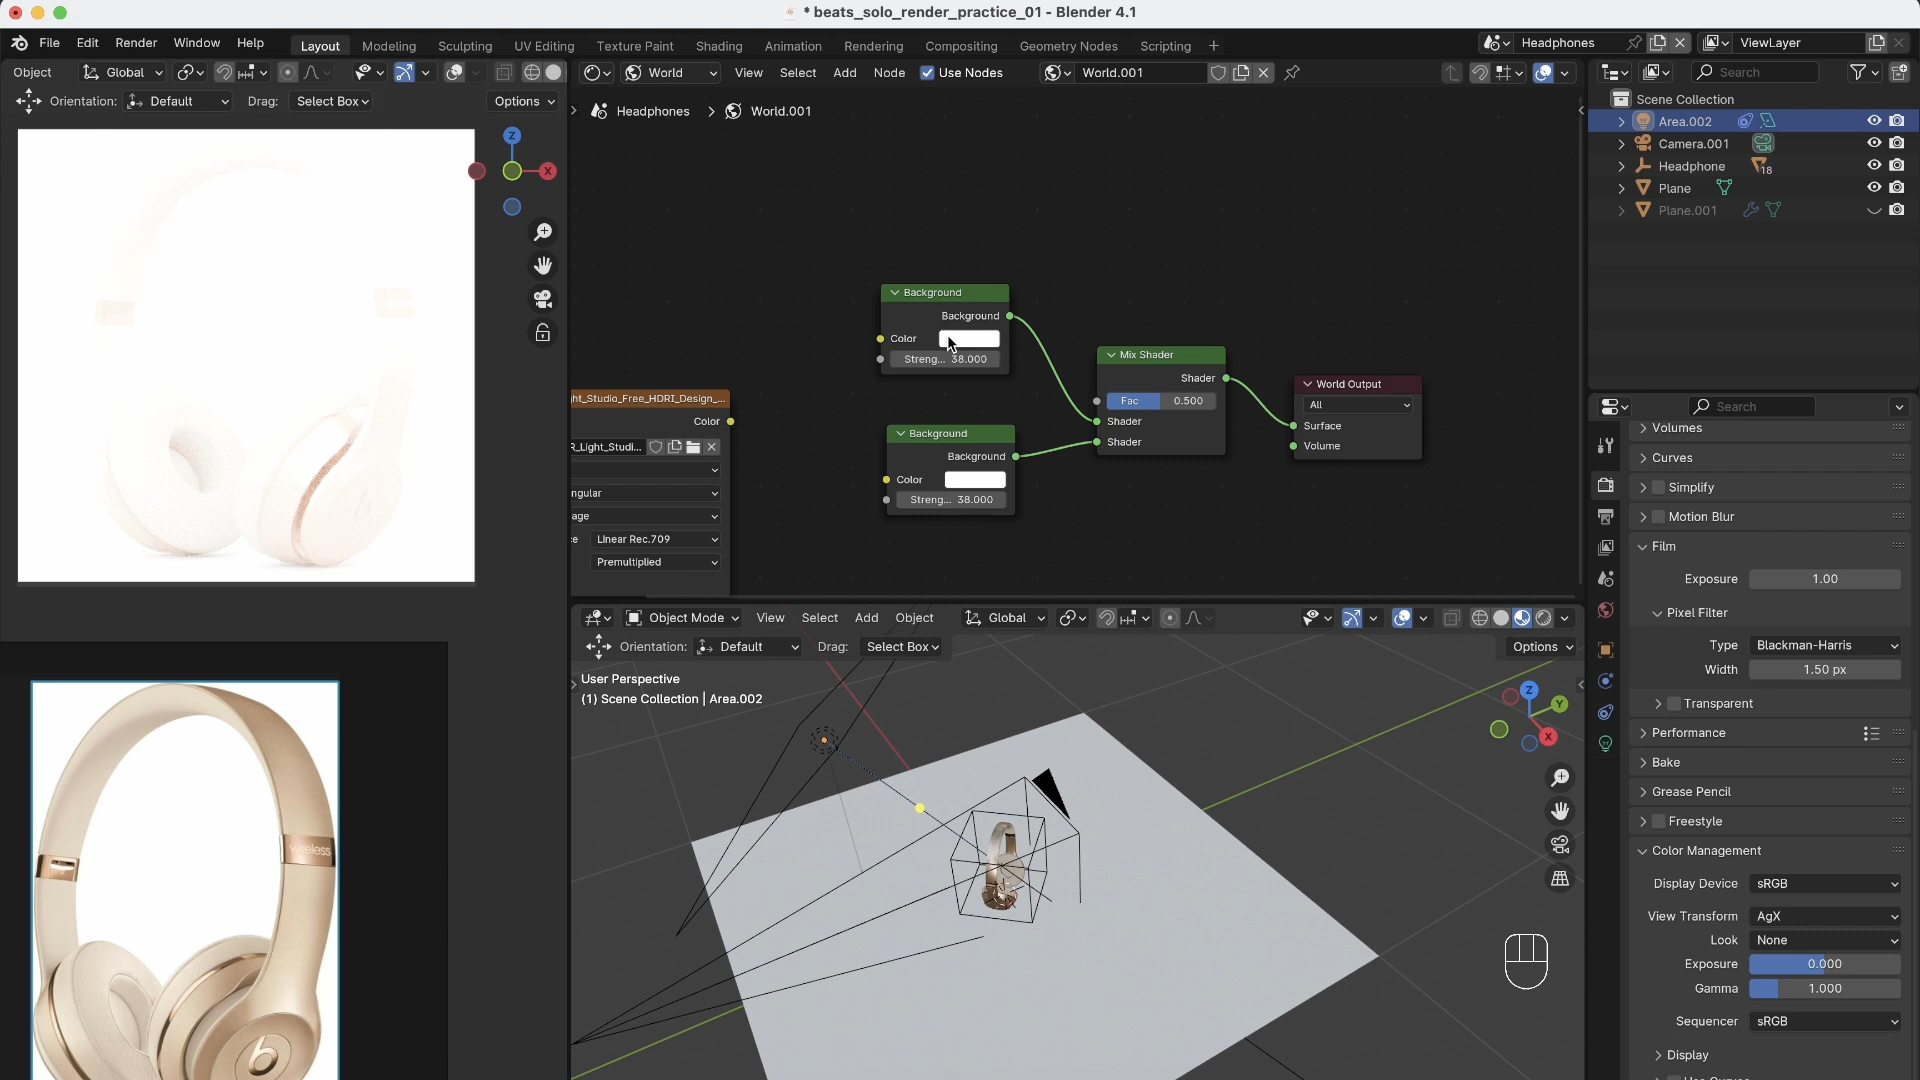 * beats_solo_render_practice_01 - Blender 4.1
File Edit Render Window Help
Layout Modeling Sculpting UV Editing Texture Paint Shading Animation Rendering Compositing Geometry Nodes Scripting +
Headphones
ViewLayer
Object
Global
World
View Select Add Node Use Nodes
World.001
Search
Orientation: Default Drag: Select Box
Options
Headphones > World.001
Scene Collection
Area.002
Camera.001
Headphone
18
Plane
Plane.001
Z
X
Background
Background
Color
Streng... 38.000
Mix Shader
Shader
Fac 0.500
Shader
Shader
World Output
All
Surface
Volume
ht_Studio_Free_HDRI_Design_...
Color
R_Light_Studi...
ngular
age
e Linear Rec.709
Premultiplied
Background
Background
Color
Streng... 38.000
Object Mode View Select Add Object Global
Orientation: Default Drag: Select Box
Options
User Perspective
(1) Scene Collection | Area.002
Z
Y
X
wireless
b
Search
Volumes
Curves
Simplify
Motion Blur
Film
Exposure 1.00
Pixel Filter
Type Blackman-Harris
Width 1.50 px
Transparent
Performance
Bake
Grease Pencil
Freestyle
Color Management
Display Device sRGB
View Transform AgX
Look None
Exposure 0.000
Gamma 1.000
Sequencer sRGB
Display